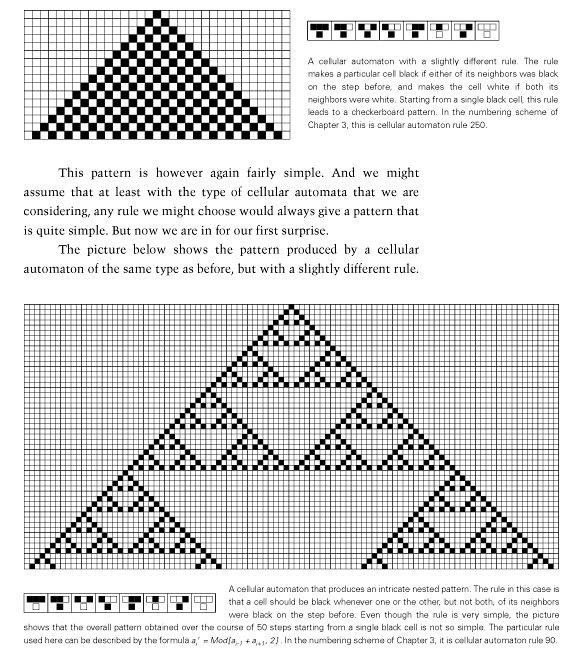 A cellular automaton with a slightly different rule. The rule
makes a particular cell black if either of its neighbors was black
on the step before, and makes the cell white if both its
neighbors were white. Starting from a single black cell, this rule
leads to a checkerboard pattern. In the numbering scheme of
Chapter 3, this is cellular automaton rule 250.
This pattern is however again fairly simple. And we might
assume that at least with the type of cellular automata that we are
considering, any rule we might choose would always give a pattern that
is quite simple. But now we are in for our first surprise.
The picture below shows the pattern produced by a cellular
automaton of the same type as before, but with a slightly different rule.
A cellular automaton that produces an intricate nested pattern. The rule in this case is
that a cell should be black whenever one or the other, but not both, of its neighbors
were black on the step before. Even though the rule is very simple, the picture
shows that the overall pattern obtained over the course of 50 steps starting from a single black cell is not so simple. The particular rule
used here can be described by the formula aᵢ' = Mod[aᵢ₋₁ + aᵢ₊₁, 2]. In the numbering scheme of Chapter 3, it is cellular automaton rule 90.